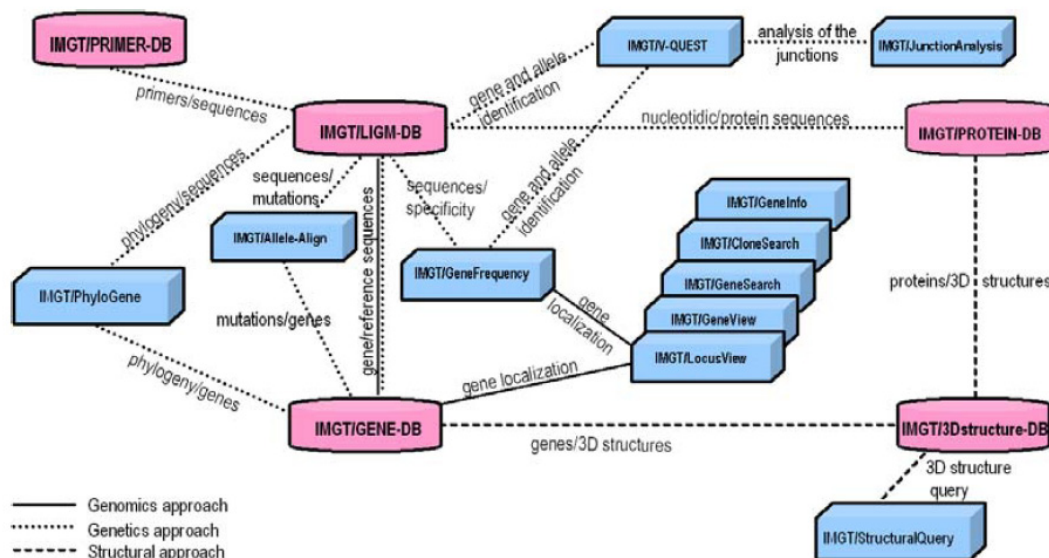 IMGT/PRIMER-DB
IMGT/V-QUEST
analysis of the
junctions
IMGT/JunctionAnalysis
primers/sequences
gene and allele
identification
IMGT/LIGM-DB
nucleotidic/protein sequences
IMGT/PROTEIN-DB
phylogeny/sequences
sequences/
mutations
gene/reference sequences
sequences/
specificity
gene and allele
identification
IMGT/GeneInfo
IMGT/CloneSearch
IMGT/GeneSearch
IMGT/GeneView
IMGT/LocusView
IMGT/Allele-Align
IMGT/GeneFrequency
IMGT/PhyloGene
proteins/3D structures
mutations/genes
gene
localization
phylogeny/genes
gene localization
IMGT/GENE-DB
genes/3D structures
IMGT/3Dstructure-DB
3D structure
query
IMGT/StructuralQuery
Genomics approach
Genetics approach
Structural approach